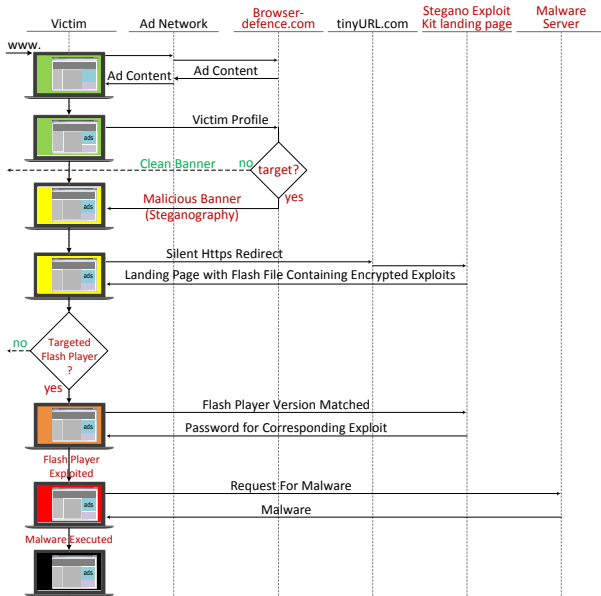 Victim
Ad Network
Browser-
defence.com
tinyURL.com
Stegano Exploit
Kit landing page
Malware
Server
www.
Ad Content
Ad Content
ads
Victim Profile
ads
Clean Banner
no
target?
yes
Malicious Banner
(Steganography)
ads
Silent Https Redirect
Landing Page with Flash File Containing Encrypted Exploits
ads
no
Targeted
Flash Player
?
yes
Flash Player Version Matched
Password for Corresponding Exploit
ads
Flash Player
Exploited
Request For Malware
Malware
ads
Malware Executed
ads